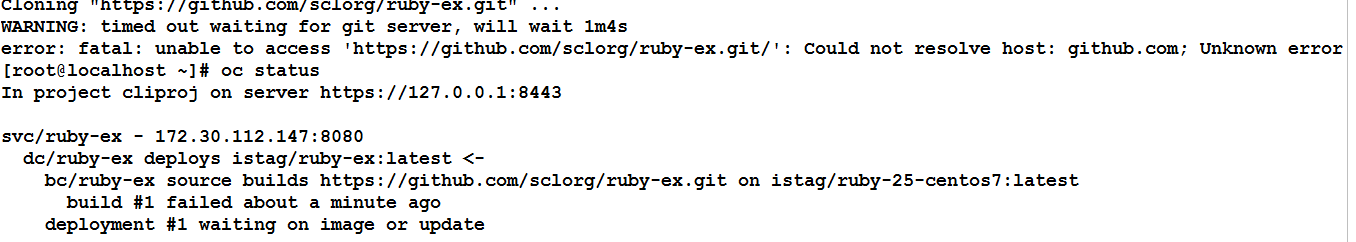 Cloning "https://github.com/sclorg/ruby-ex.git" ...
WARNING: timed out waiting for git server, will wait 1m4s
error: fatal: unable to access 'https://github.com/sclorg/ruby-ex.git/': Could not resolve host: github.com; Unknown error
[root@localhost ~]# oc status
In project cliproj on server https://127.0.0.1:8443
svc/ruby-ex - 172.30.112.147:8080
dc/ruby-ex deploys istag/ruby-ex:latest <-
bc/ruby-ex source builds https://github.com/sclorg/ruby-ex.git on istag/ruby-25-centos7:latest
build #1 failed about a minute ago
deployment #1 waiting on image or update